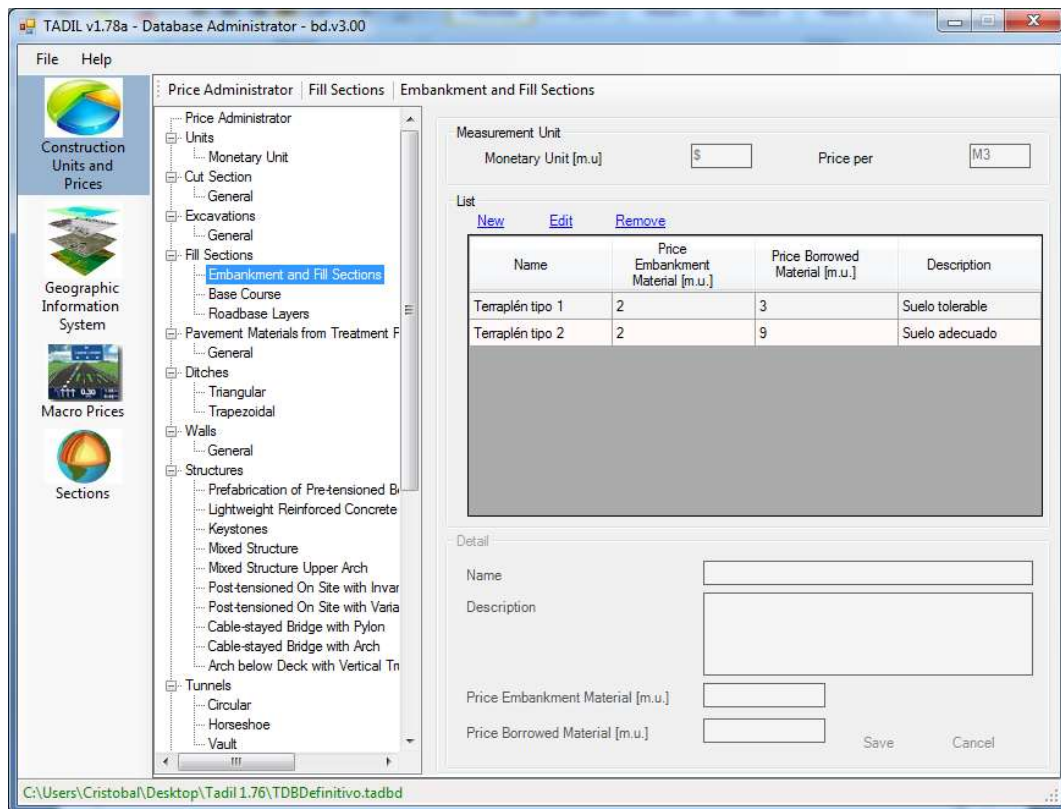 TADIL v1.78a - Database Administrator - bd.v3.00
File Help
Construction
Units and
Prices
Geographic
Information
System
Macro Prices
Sections
Price Administrator Fill Sections Embankment and Fill Sections
Price Administrator
Units
Monetary Unit
Cut Section
General
Excavations
General
Fill Sections
Embankment and Fill Sections
Base Course
Roadbase Layers
Pavement Materials from Treatment P
General
Ditches
Triangular
Trapezoidal
Walls
General
Structures
Prefabrication of Pre-tensioned Be
Lightweight Reinforced Concrete
Keystones
Mixed Structure
Mixed Structure Upper Arch
Post-tensioned On Site with Invar
Post-tensioned On Site with Varia
Cable-stayed Bridge with Pylon
Cable-stayed Bridge with Arch
Arch below Deck with Vertical Tr
Tunnels
Circular
Horseshoe
Vault
Measurement Unit
Monetary Unit [m.u] $ Price per M3
List
New Edit Remove
Name Price Embankment Material [m.u.] Price Borrowed Material [m.u.] Description
Terraplén tipo 1 2 3 Suelo tolerable
Terraplén tipo 2 2 9 Suelo adecuado
Detail
Name
Description
Price Embankment Material [m.u.]
Price Borrowed Material [m.u.]
Save Cancel
C:\Users\Cristobal\Desktop\Tadil 1.76\TDBDefinitivo.tadbd